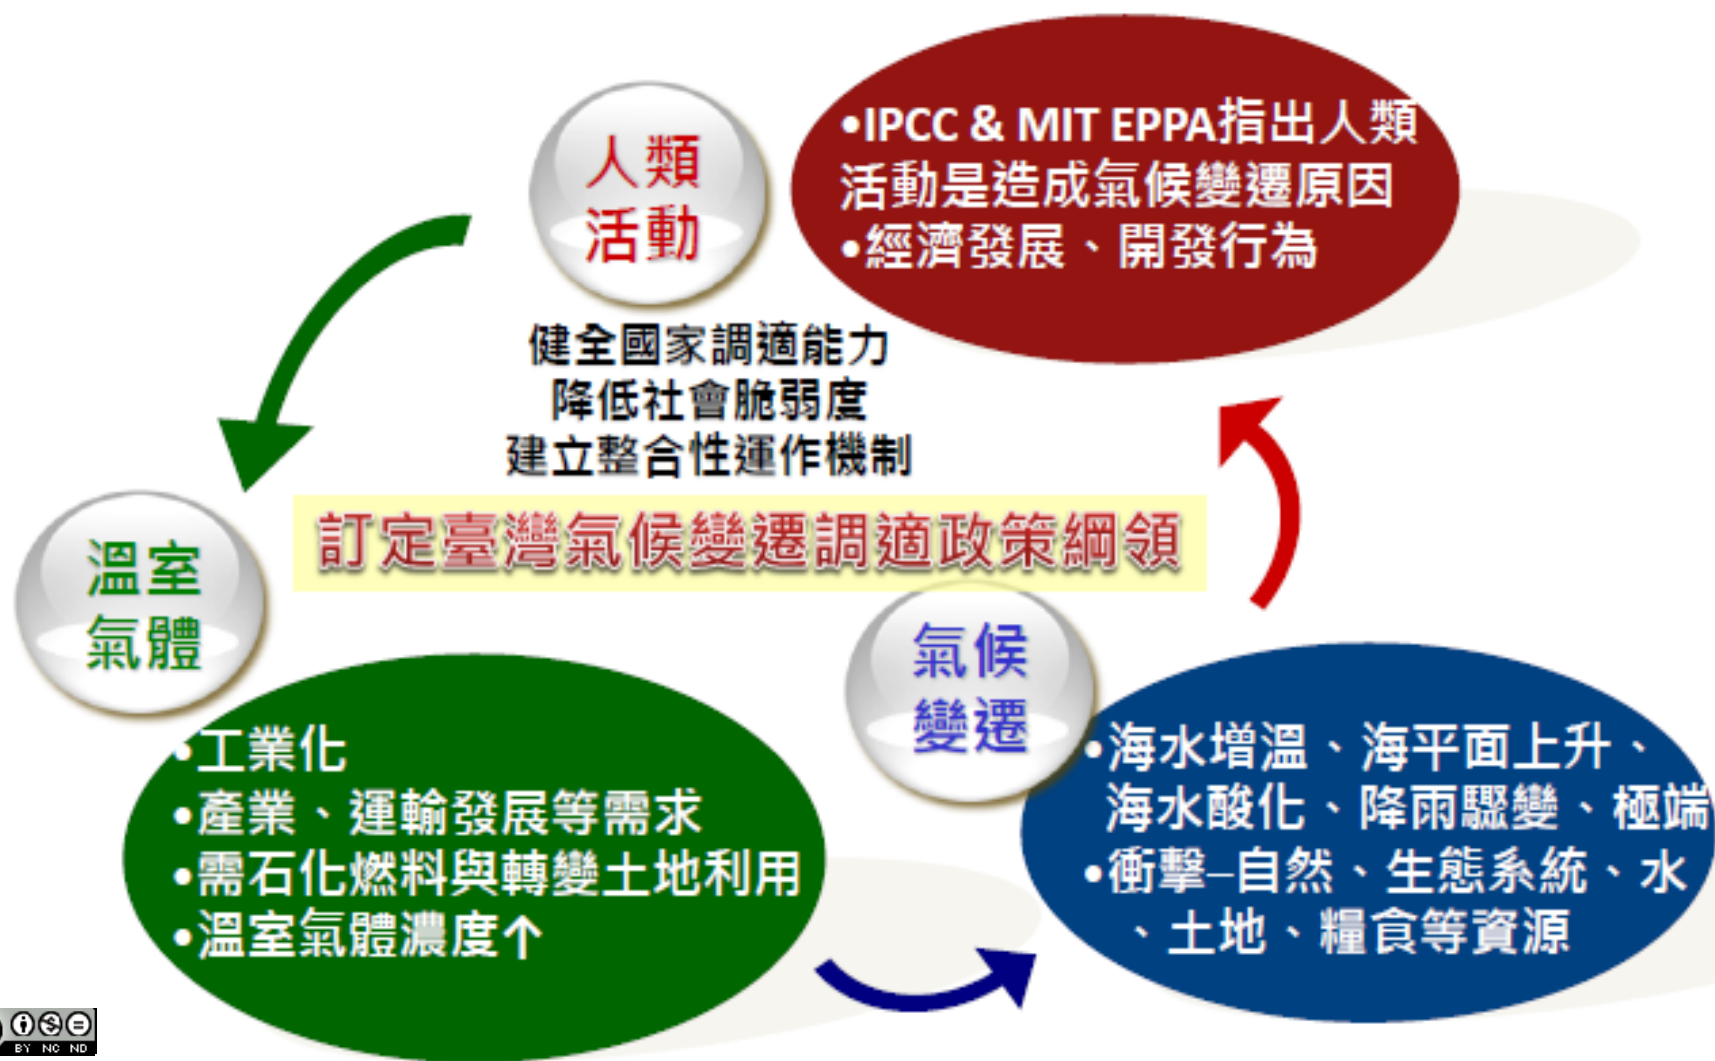 人類
活動
•IPCC & MIT EPPA指出人類
活動是造成氣候變遷原因
•經濟發展、開發行為
健全國家調適能力
降低社會脆弱度
建立整合性運作機制
訂定臺灣氣候變遷調適政策綱領
溫室
氣體
•工業化
•產業、運輸發展等需求
•需石化燃料與轉變土地利用
•溫室氣體濃度↑
氣候
變遷
•海水增溫、海平面上升、
海水酸化、降雨驟變、極端
•衝擊–自然、生態系統、水
、土地、糧食等資源
BY NC ND